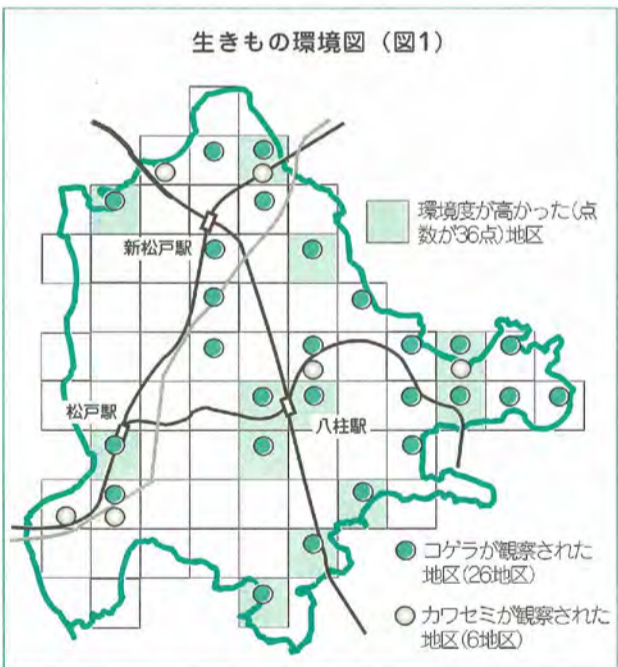 生きもの環境図（図1）
環境度が高かった（点
数が36点）地区
新松戸駅
松戸駅
八柱駅
コゲラが観察された
地区（26地区）
カワセミが観察された
地区（6地区）